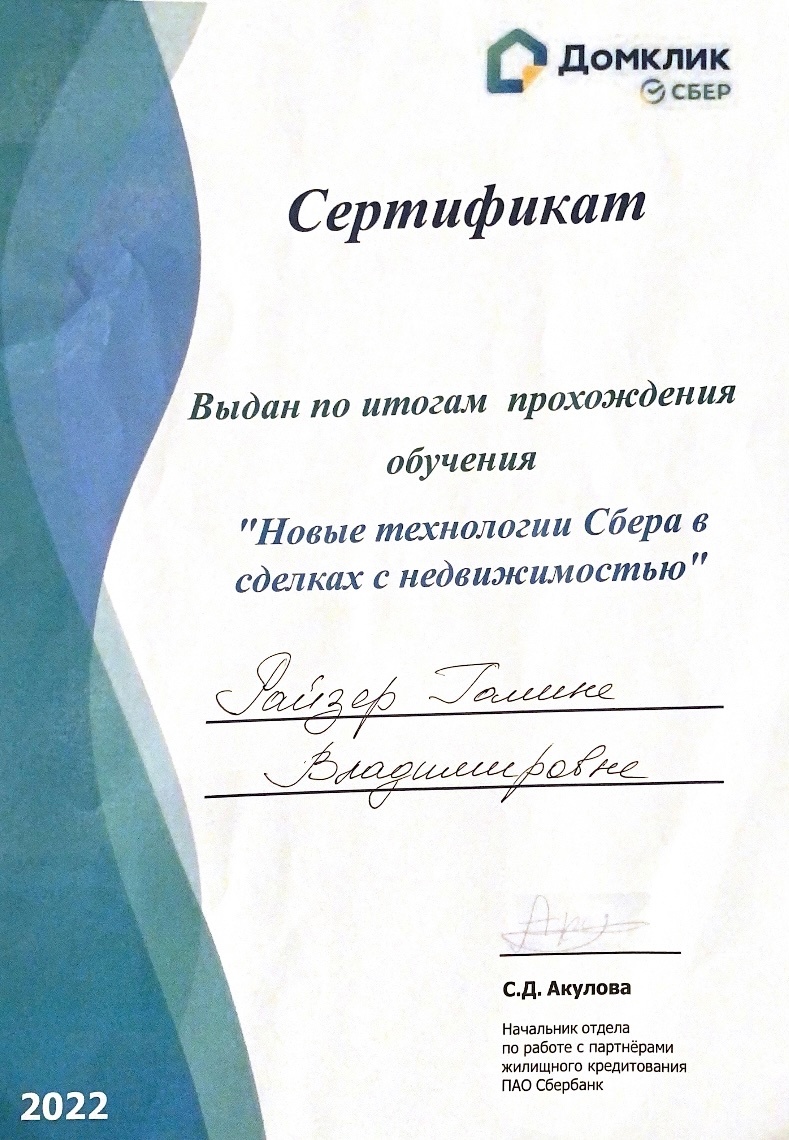 Домклик
СБЕР
Сертификат
Выдан по итогам прохождения
обучения
"Новые технологии Сбера в
сделках с недвижимостью"
Райзер Галине
Владимировне
С.Д. Акулова
Начальник отдела
по работе с партнёрами
жилищного кредитования
ПАО Сбербанк
2022